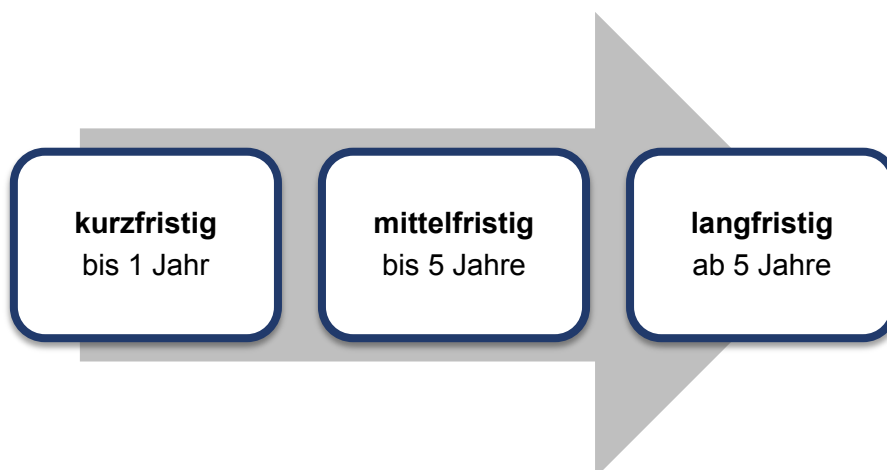 kurzfristig
bis 1 Jahr
mittelfristig
bis 5 Jahre
langfristig
ab 5 Jahre